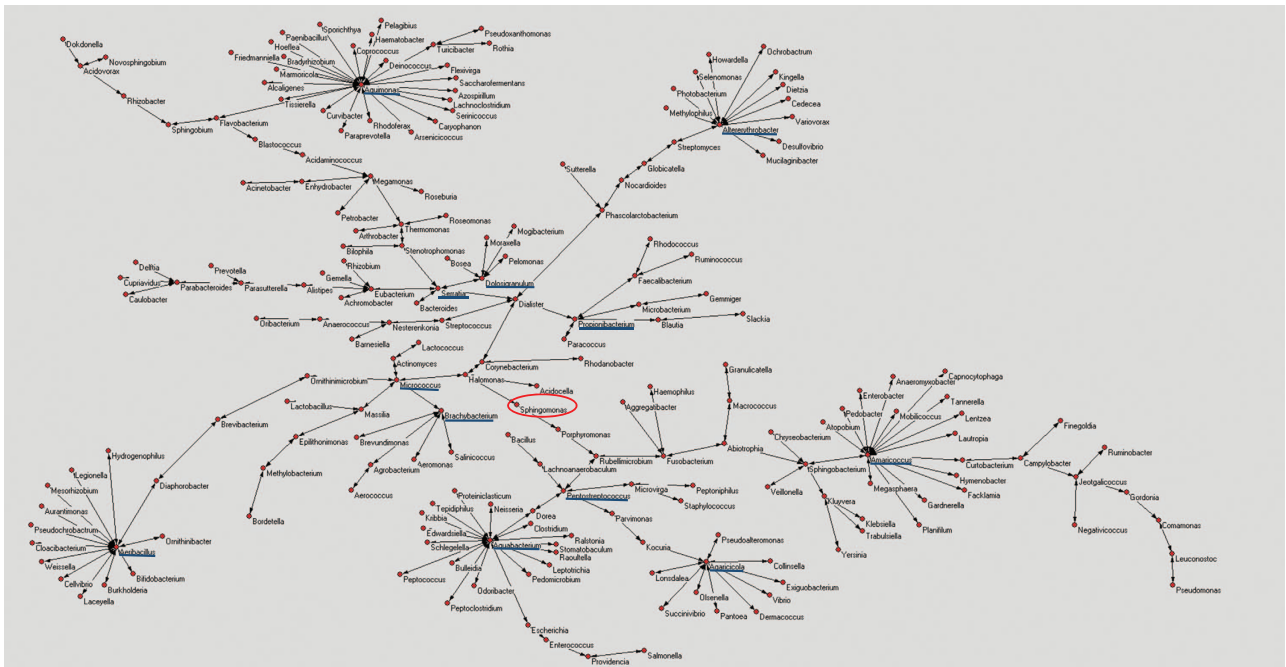 Dokdonella
Novosphingobium
Acidovorax
Rhizobacter
Sphingobium
Flavobacterium
Blastococcus
Acidaminococcus
Sporichthya
Pelagibius
Paenibacillus
Haematobacter
Hoeflea
Coprococcus
Turicibacter
Pseudoxanthomonas
Rothia
Friedmanniella
Bradyrhizobium
Deinococcus
Marmoricola
Flexivirga
Alcaligenes
Aquimonas
Saccharofermentans
Azospirillum
Tissierella
Lachnoclostridium
Curvibacter
Serinicoccus
Rhodoferax
Caryophanon
Paraprevotella
Arsenicicoccus
Ochrobactrum
Howardella
Selenomonas
Kingella
Photobacterium
Dietzia
Methylophilus
Cedecea
Altererythrobacter
Variovorax
Streptomyces
Desulfovibrio
Mucilaginibacter
Globicatella
Sutterella
Nocardioides
Phascolarctobacterium
Acinetobacter
Enhydrobacter
Megamonas
Roseburia
Petrobacter
Roseomonas
Arthrobacter
Thermomonas
Bilophila
Stenotrophomonas
Mogibacterium
Moraxella
Bosea
Pelomonas
Dolosigranulum
Rhizobium
Gemella
Eubacterium
Serratia
Achromobacter
Bacteroides
Delftia
Prevotella
Cupriavidus
Parabacteroides
Parasutterella
Alistipes
Caulobacter
Dialister
Rhodococcus
Ruminococcus
Faecalibacterium
Gemmiger
Microbacterium
Propionibacterium
Blautia
Slackia
Paracoccus
Oribacterium
Anaerococcus
Nesterenkonia
Streptococcus
Barnesiella
Lactococcus
Actinomyces
Corynebacterium
Rhodanobacter
Ornithinimicrobium
Micrococcus
Halomonas
Acidocella
Sphingomonas
Lactobacillus
Massilia
Brachybacterium
Porphyromonas
Brevibacterium
Epilithonimonas
Brevundimonas
Salinicoccus
Agrobacterium
Aeromonas
Aerococcus
Methylobacterium
Bordetella
Hydrogenophilus
Legionella
Diaphorobacter
Mesorhizobium
Aurantimonas
Pseudochrobactrum
Ornithinibacter
Cloacibacterium
Aeribacillus
Weissella
Bifidobacterium
Cellvibrio
Burkholderia
Laceyella
Granulicatella
Haemophilus
Macrococcus
Aggregatibacter
Bacillus
Rubellimicrobium
Fusobacterium
Abiotrophia
Lachnoanaerobaculum
Peptostreptococcus
Microvirga
Peptoniphilus
Staphylococcus
Proteiniclasticum
Tepidiphilus
Neisseria
Dorea
Parvimonas
Kribbia
Clostridium
Edwardsiella
Ralstonia
Schlegelella
Aquabacterium
Stomatobaculum
Raoultella
Bulleidia
Leptotrichia
Peptococcus
Pedomicrobium
Odoribacter
Peptoclostridium
Escherichia
Enterococcus
Providencia
Salmonella
Kocuria
Pseudoalteromonas
Agaricicola
Collinsella
Lonsdalea
Exiguobacterium
Olsenella
Vibrio
Succinivibrio
Pantoea
Dermacoccus
Capnocytophaga
Anaeromyxobacter
Enterobacter
Tannerella
Pedobacter
Mobilicoccus
Atopobium
Lentzea
Chryseobacterium
Lautropia
Amaricoccus
Sphingobacterium
Curtobacterium
Veillonella
Megasphaera
Hymenobacter
Facklamia
Gardnerella
Planifilum
Kluyvera
Klebsiella
Trabulsiella
Yersinia
Finegoldia
Campylobacter
Ruminobacter
Jeotgalicoccus
Gordonia
Negativicoccus
Comamonas
Leuconostoc
Pseudomonas